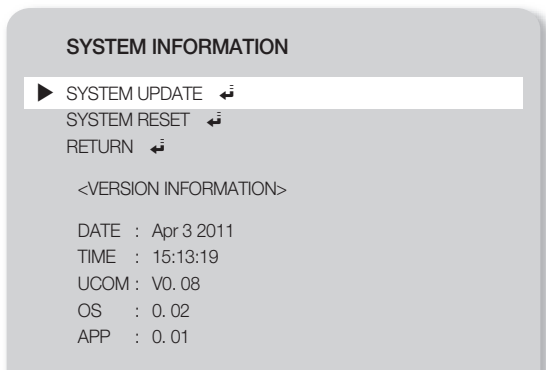 SYSTEM INFORMATION
▶ SYSTEM UPDATE ↲
SYSTEM RESET ↲
RETURN ↲
<VERSION INFORMATION>
DATE : Apr 3 2011
TIME : 15:13:19
UCOM : V0. 08
OS : 0. 02
APP : 0. 01